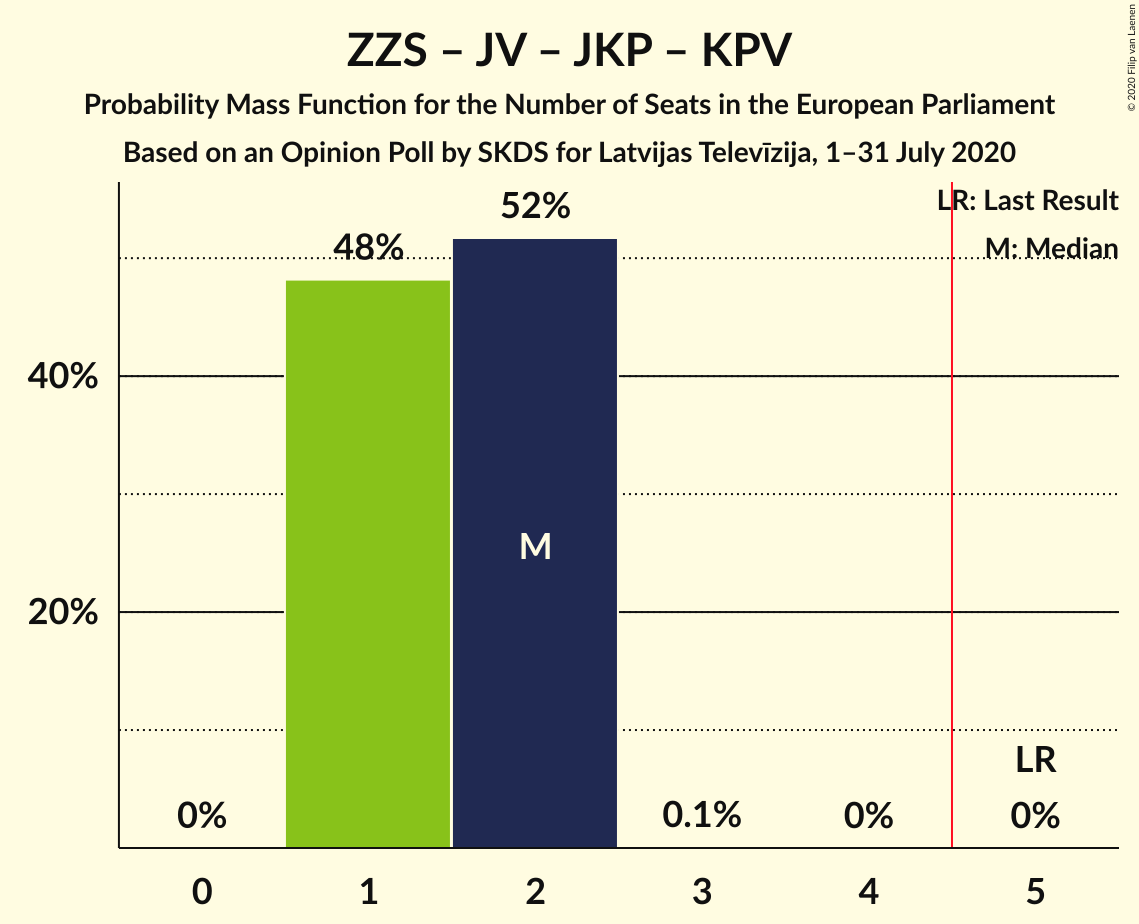 ZZS – JV – JKP – KPV
Probability Mass Function for the Number of Seats in the European Parliament
Based on an Opinion Poll by SKDS for Latvijas Televīzija, 1–31 July 2020
© 2020 Filip van Laenen
LR: Last Result
M: Median
52%
48%
40%
M
20%
LR
0%
0.1%
0%
0%
0
1
2
3
4
5